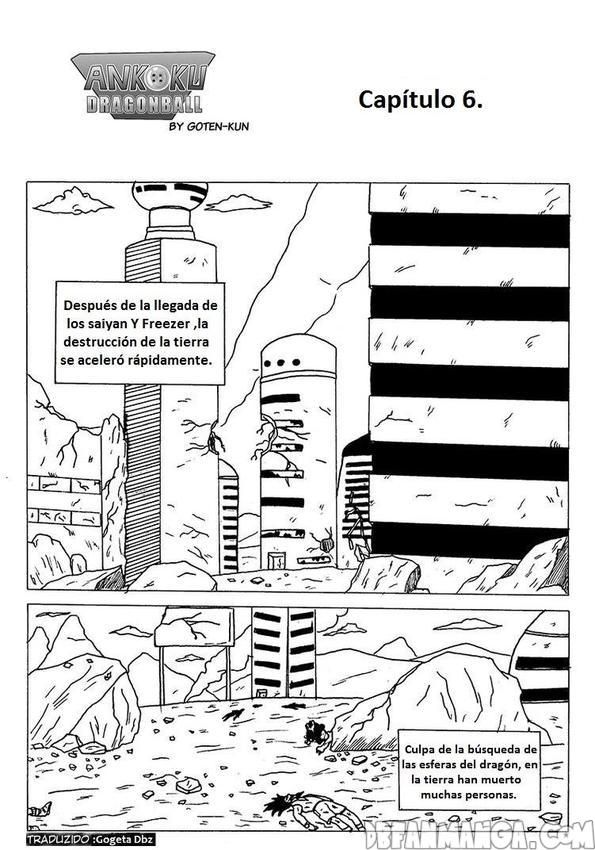 ANKOKU
DRAGONBALL
BY GOTEN-KUN
Capítulo 6.
Después de la llegada de
los saiyan Y Freezer ,la
destrucción de la tierra
se aceleró rápidamente.
Culpa de la búsqueda de
las esferas del dragón, en
la tierra han muerto
muchas personas.
TRADUZIDO :Gogeta Dbz
DBFANMANGA.COM